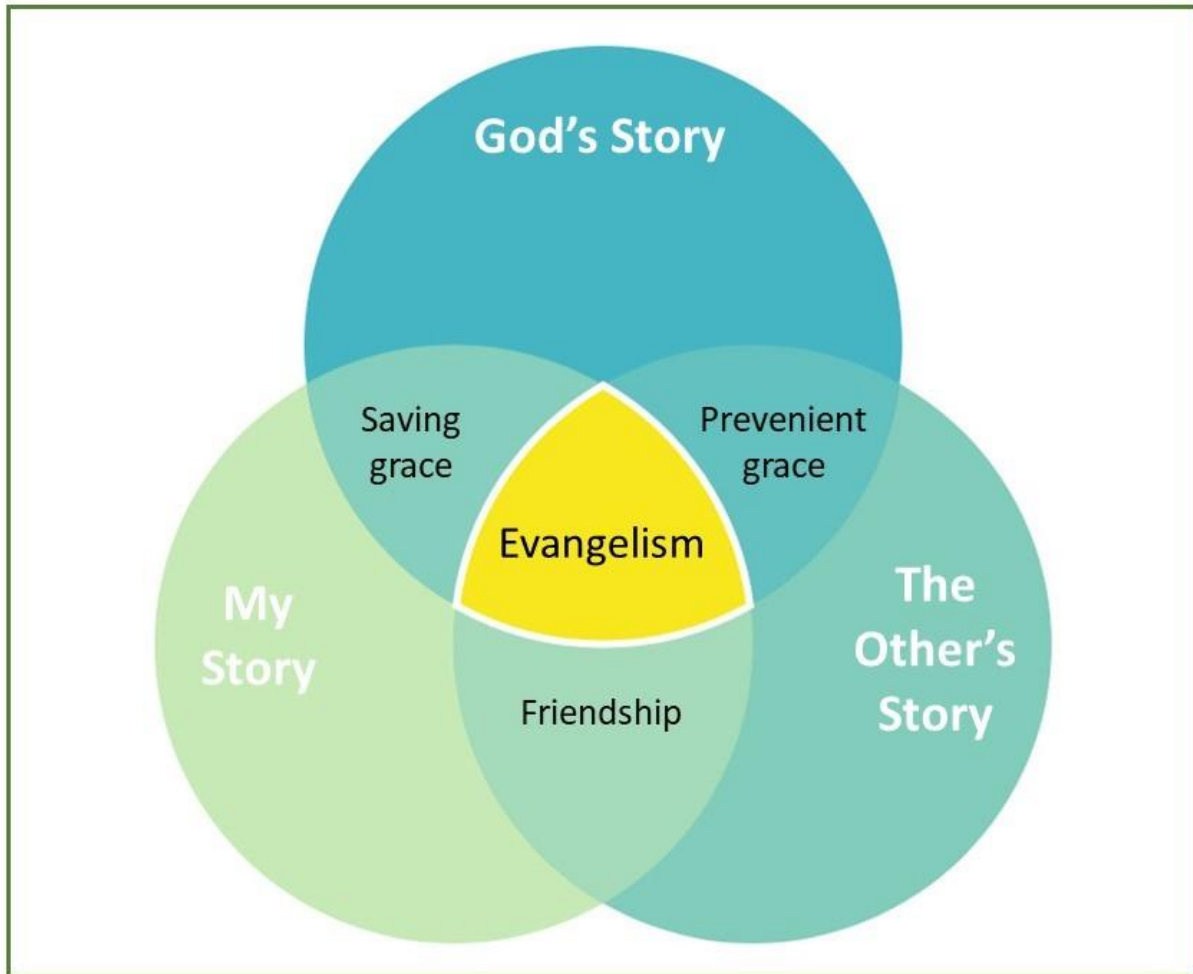 God’s Story
Saving
grace
Prevenient
grace
Evangelism
My
Story
The
Other’s
Story
Friendship